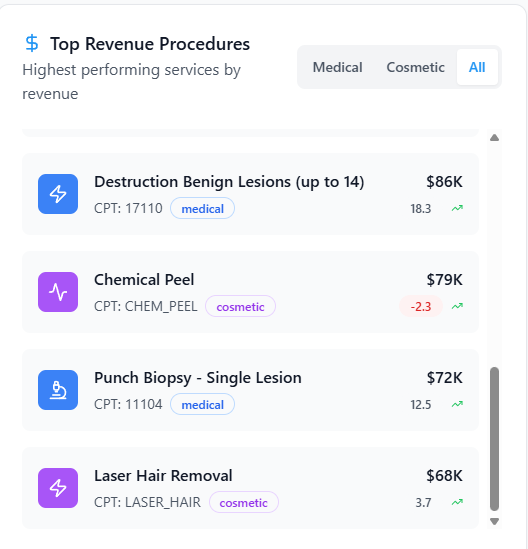 Top Revenue Procedures
Highest performing services by
revenue
Medical Cosmetic All
Destruction Benign Lesions (up to 14) $86K
CPT: 17110 medical 18.3
Chemical Peel $79K
CPT: CHEM_PEEL cosmetic -2.3
Punch Biopsy - Single Lesion $72K
CPT: 11104 medical 12.5
Laser Hair Removal $68K
CPT: LASER_HAIR cosmetic 3.7